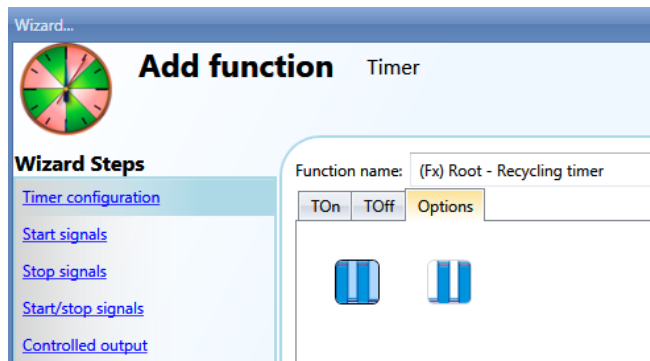 Wizard...
Add function Timer
Wizard Steps
Timer configuration
Start signals
Stop signals
Start/stop signals
Controlled output
Function name: (Fx) Root - Recycling timer
TOn TOff Options